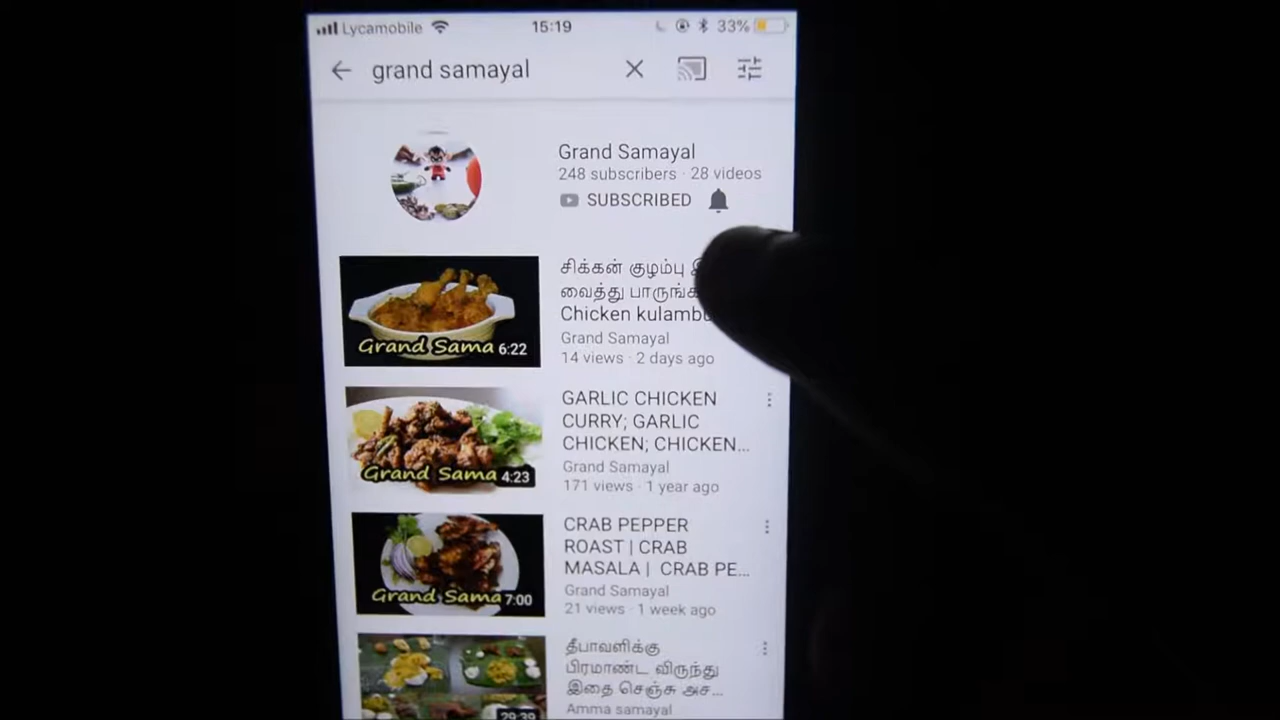 Lycamobile 15:19 33%
grand samayal
Grand Samayal
248 subscribers · 28 videos
SUBSCRIBED
சிக்கன் குழம்பு
வைத்து
Chicken kulambu
Grand Samayal
14 views · 2 days ago
Grand Sama 6:22
GARLIC CHICKEN
CURRY; GARLIC
CHICKEN; CHICKEN...
Grand Samayal
171 views · 1 year ago
Grand Sama 4:23
CRAB PEPPER
ROAST | CRAB
MASALA | CRAB PE...
Grand Samayal
21 views · 1 week ago
Grand Sama 7:00
தீபாவளிக்கு
பிரமாண்ட விருந்து
இதை செஞ்சு அச...
Amma samayal
29:39